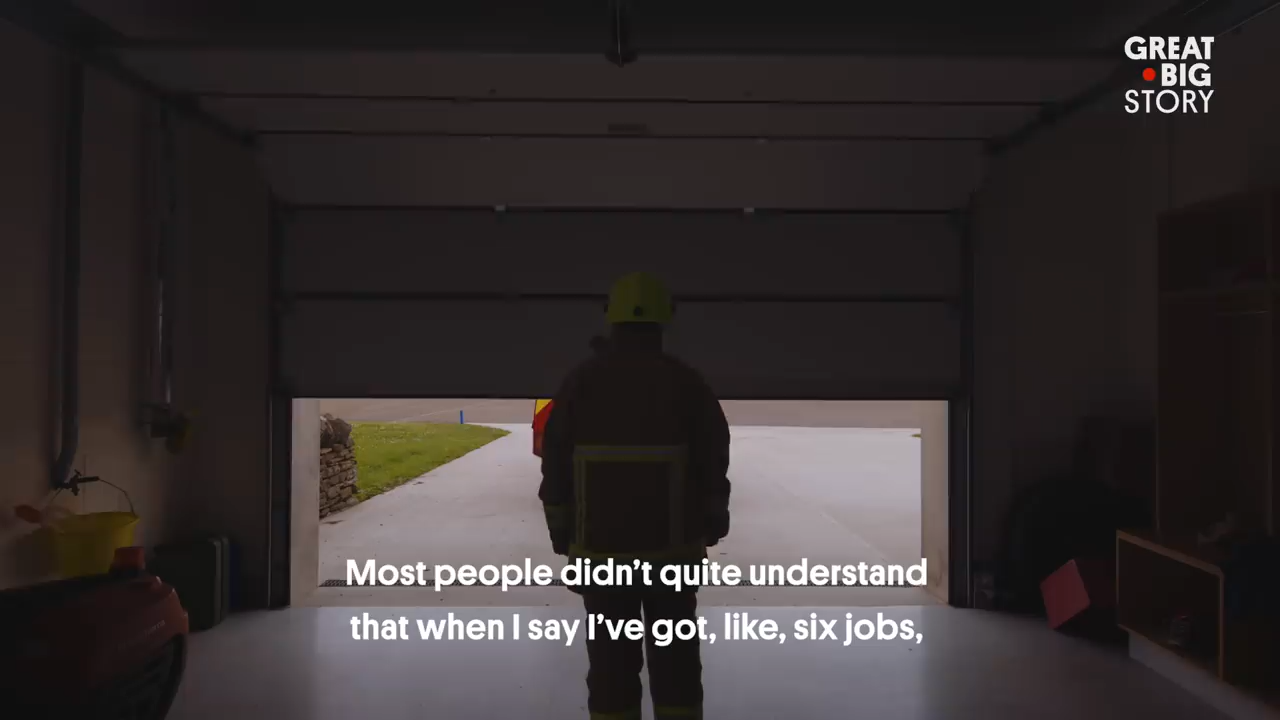 GREAT
BIG
STORY
Most people didn't quite understand
that when I say I've got, like, six jobs,